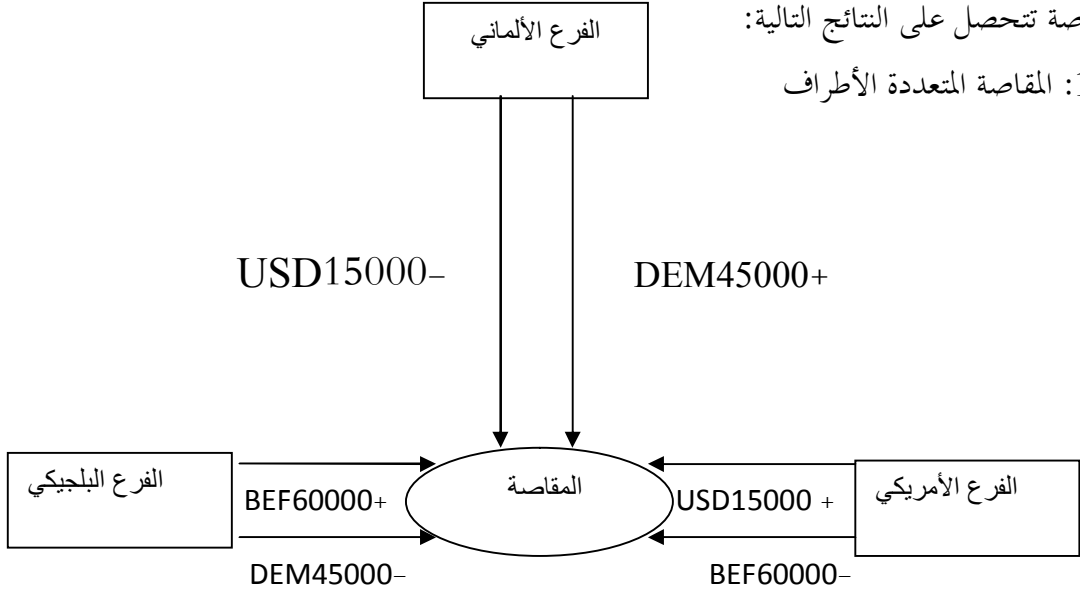 تتحصل على النتائج التالية:
: المقاصة المتعددة الأطراف
الفرع الألماني
USD15000–
DEM45000+
الفرع البلجيكي
BEF60000+
DEM45000–
المقاصة
USD15000 +
BEF60000–
الفرع الأمريكي